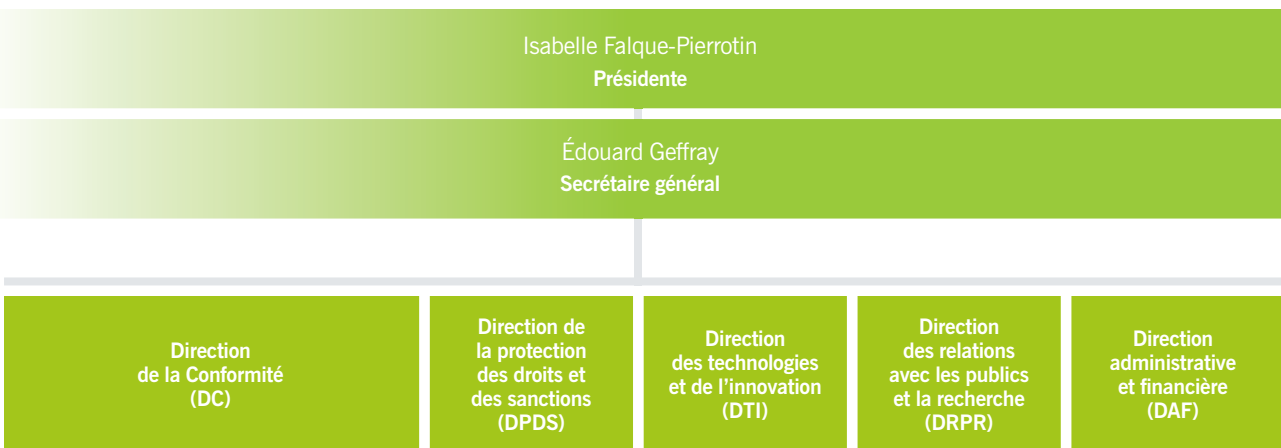 Isabelle Falque-Pierrotin
Présidente
Édouard Geffray
Secrétaire général
Direction
de la Conformité
(DC)
Direction de
la protection
des droits et
des sanctions
(DPDS)
Direction
des technologies
et de l'innovation
(DTI)
Direction
des relations
avec les publics
et la recherche
(DRPR)
Direction
administrative
et financière
(DAF)